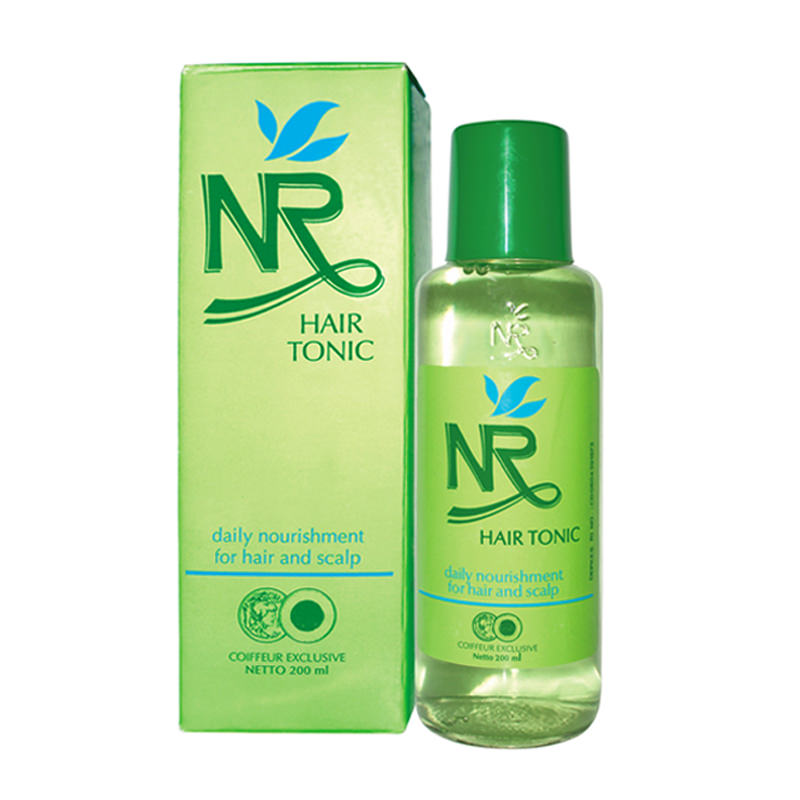 NR
HAIR
TONIC
daily nourishment
for hair and scalp
COIFFEUR EXCLUSIVE
NETTO 200 ml
NR
NR
HAIR TONIC
daily nourishment
for hair and scalp
COIFFEUR EXCLUSIVE
Netto 200 ml